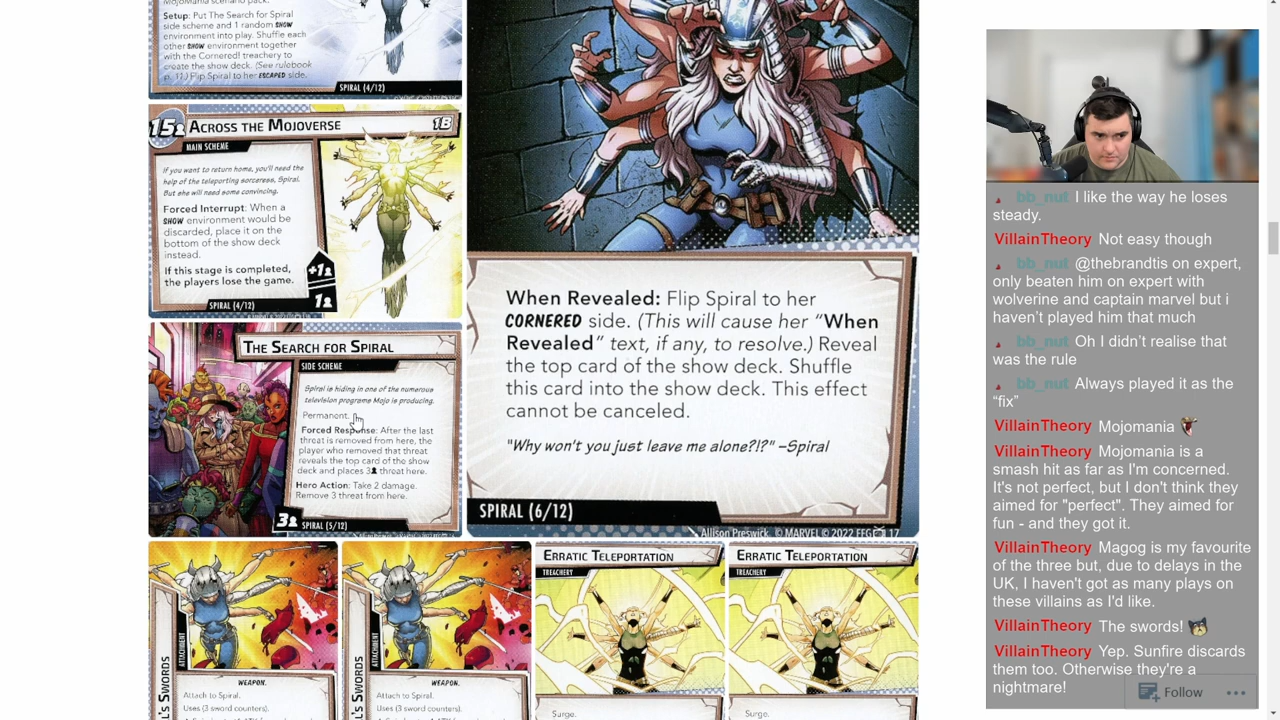 MojoMania scenario pack.
Setup: Put The Search for Spiral
side scheme and 1 random SHOW
environment into play. Shuffle each
other SHOW environment together
with the Cornered! treachery to
create the show deck. (See rulebook
p. 11.) Flip Spiral to her ESCAPED side.
SPIRAL (4/12)
15 ACROSS THE MOJOVERSE 1B
MAIN SCHEME
If you want to return home, you'll need the
help of the teleporting sorceress, Spiral.
But she will need some convincing.
Forced Interrupt: When a
SHOW environment would be
discarded, place it on the
bottom of the show deck
instead.
If this stage is completed,
the players lose the game.
+1
1
SPIRAL (4/12)
THE SEARCH FOR SPIRAL
SIDE SCHEME
Spiral is hiding in one of the numerous
television programs Mojo is producing.
Permanent.
Forced Response: After the last
threat is removed from here, the
player who removed that threat
reveals the top card of the show
deck and places 3 threat here.
Hero Action: Take 2 damage.
Remove 3 threat from here.
3
SPIRAL (5/12)
When Revealed: Flip Spiral to her
CORNERED side. (This will cause her "When
Revealed" text, if any, to resolve.) Reveal
the top card of the show deck. Shuffle
this card into the show deck. This effect
cannot be canceled.
"Why won't you just leave me alone?!?" –Spiral
SPIRAL (6/12)
Allison Preswick. © MARVEL © 2022 FFG
L'S SWORDS
ATTACHMENT
WEAPON.
Attach to Spiral.
Uses (3 sword counters).
L'S SWORDS
ATTACHMENT
WEAPON.
Attach to Spiral.
Uses (3 sword counters).
ERRATIC TELEPORTATION
TREACHERY
Surge.
ERRATIC TELEPORTATION
TREACHERY
Surge.
bb_nut I like the way he loses
steady.
VillainTheory Not easy though
bb_nut @thebrandtis on expert,
only beaten him on expert with
wolverine and captain marvel but i
haven't played him that much
bb_nut Oh I didn't realise that
was the rule
bb_nut Always played it as the
“fix”
VillainTheory Mojomania
VillainTheory Mojomania is a
smash hit as far as I'm concerned.
It's not perfect, but I don't think they
aimed for "perfect". They aimed for
fun - and they got it.
VillainTheory Magog is my favourite
of the three but, due to delays in the
UK, I haven't got as many plays on
these villains as I'd like.
VillainTheory The swords!
VillainTheory Yep. Sunfire discards
them too. Otherwise they're a
nightmare!
Follow